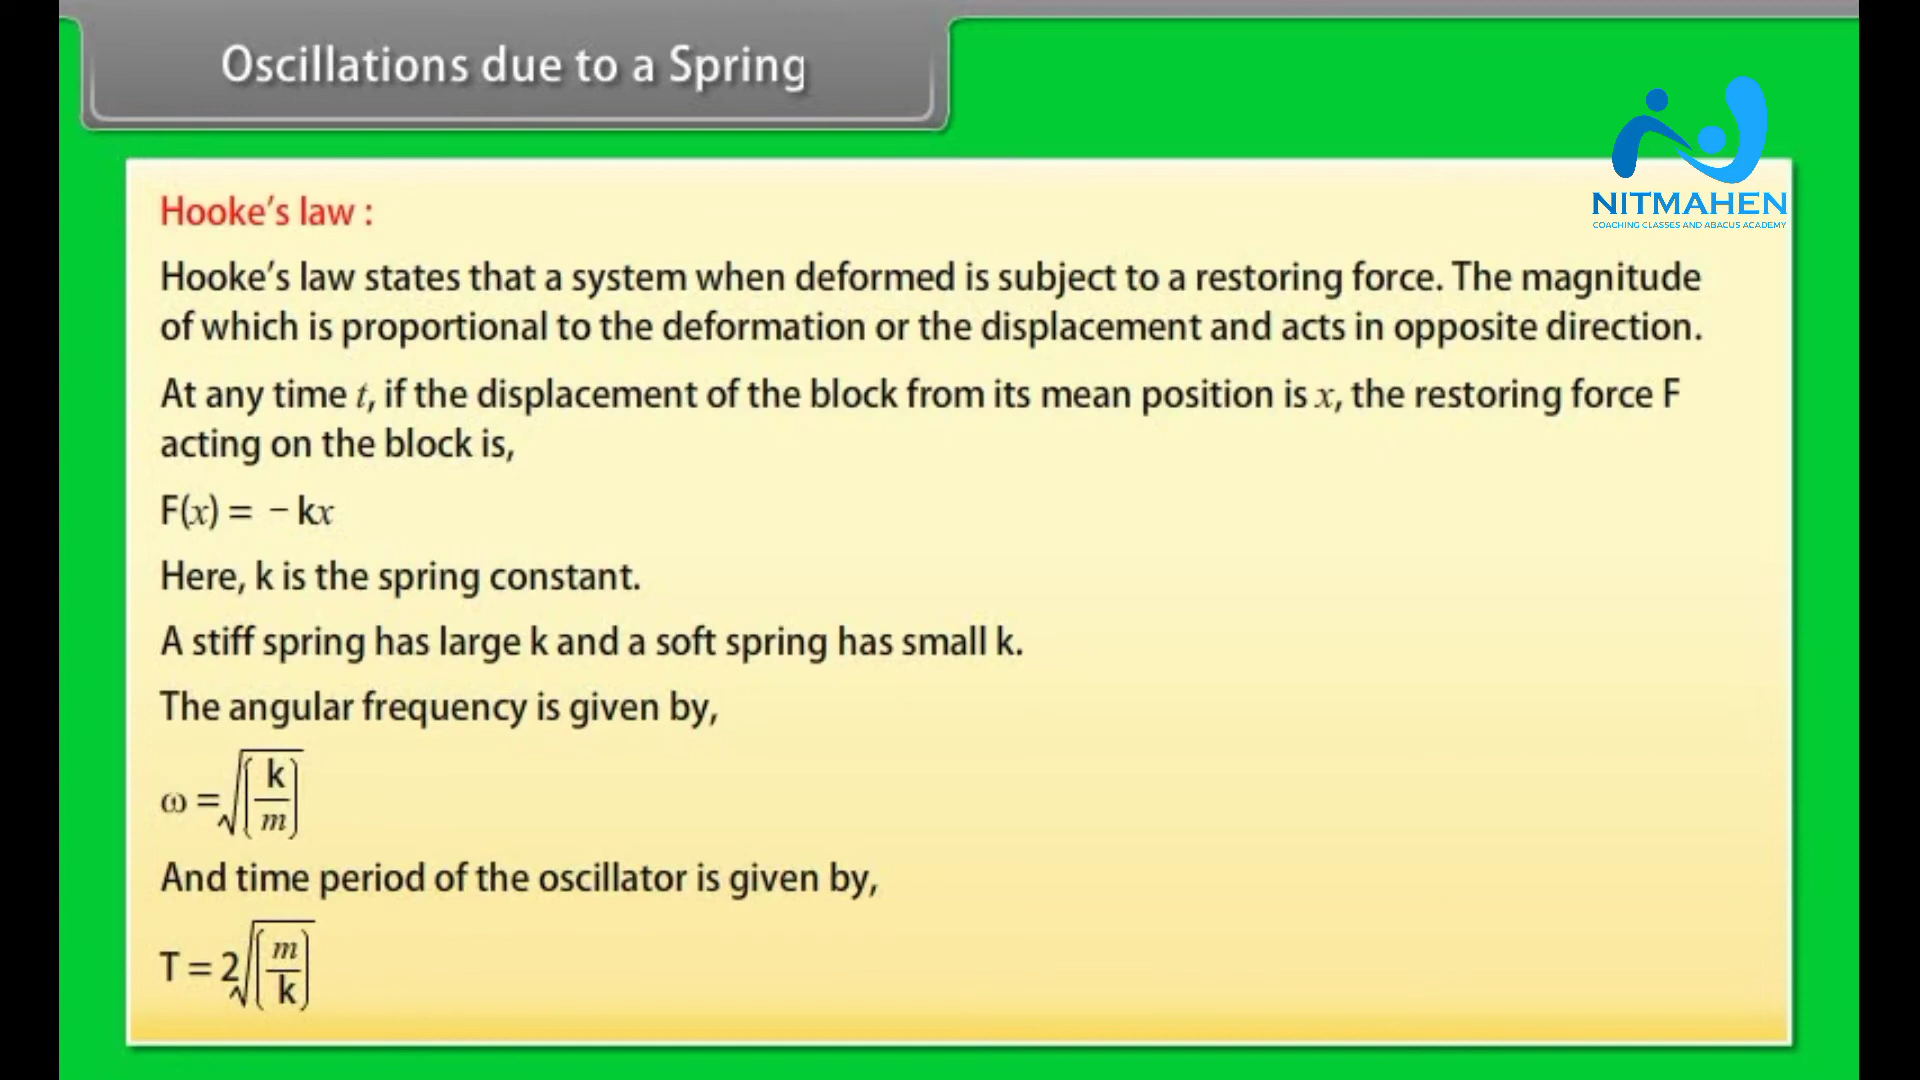 Oscillations due to a Spring
NITMAHEN
COACHING CLASSES AND ABACUS ACADEMY
Hooke's law :
Hooke's law states that a system when deformed is subject to a restoring force. The magnitude
of which is proportional to the deformation or the displacement and acts in opposite direction.
At any time t, if the displacement of the block from its mean position is x, the restoring force F
acting on the block is,
F(x) = − kx
Here, k is the spring constant.
A stiff spring has large k and a soft spring has small k.
The angular frequency is given by,
ω = √(k/m)
And time period of the oscillator is given by,
T = 2√(m/k)